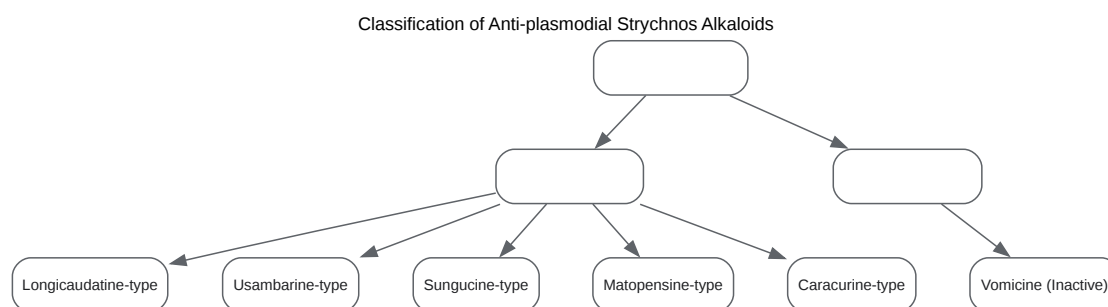 Classification of Anti-plasmodial Strychnos Alkaloids
Longicaudatine-type
Usambarine-type
Sungucine-type
Matopensine-type
Caracurine-type
Vomicine (Inactive)